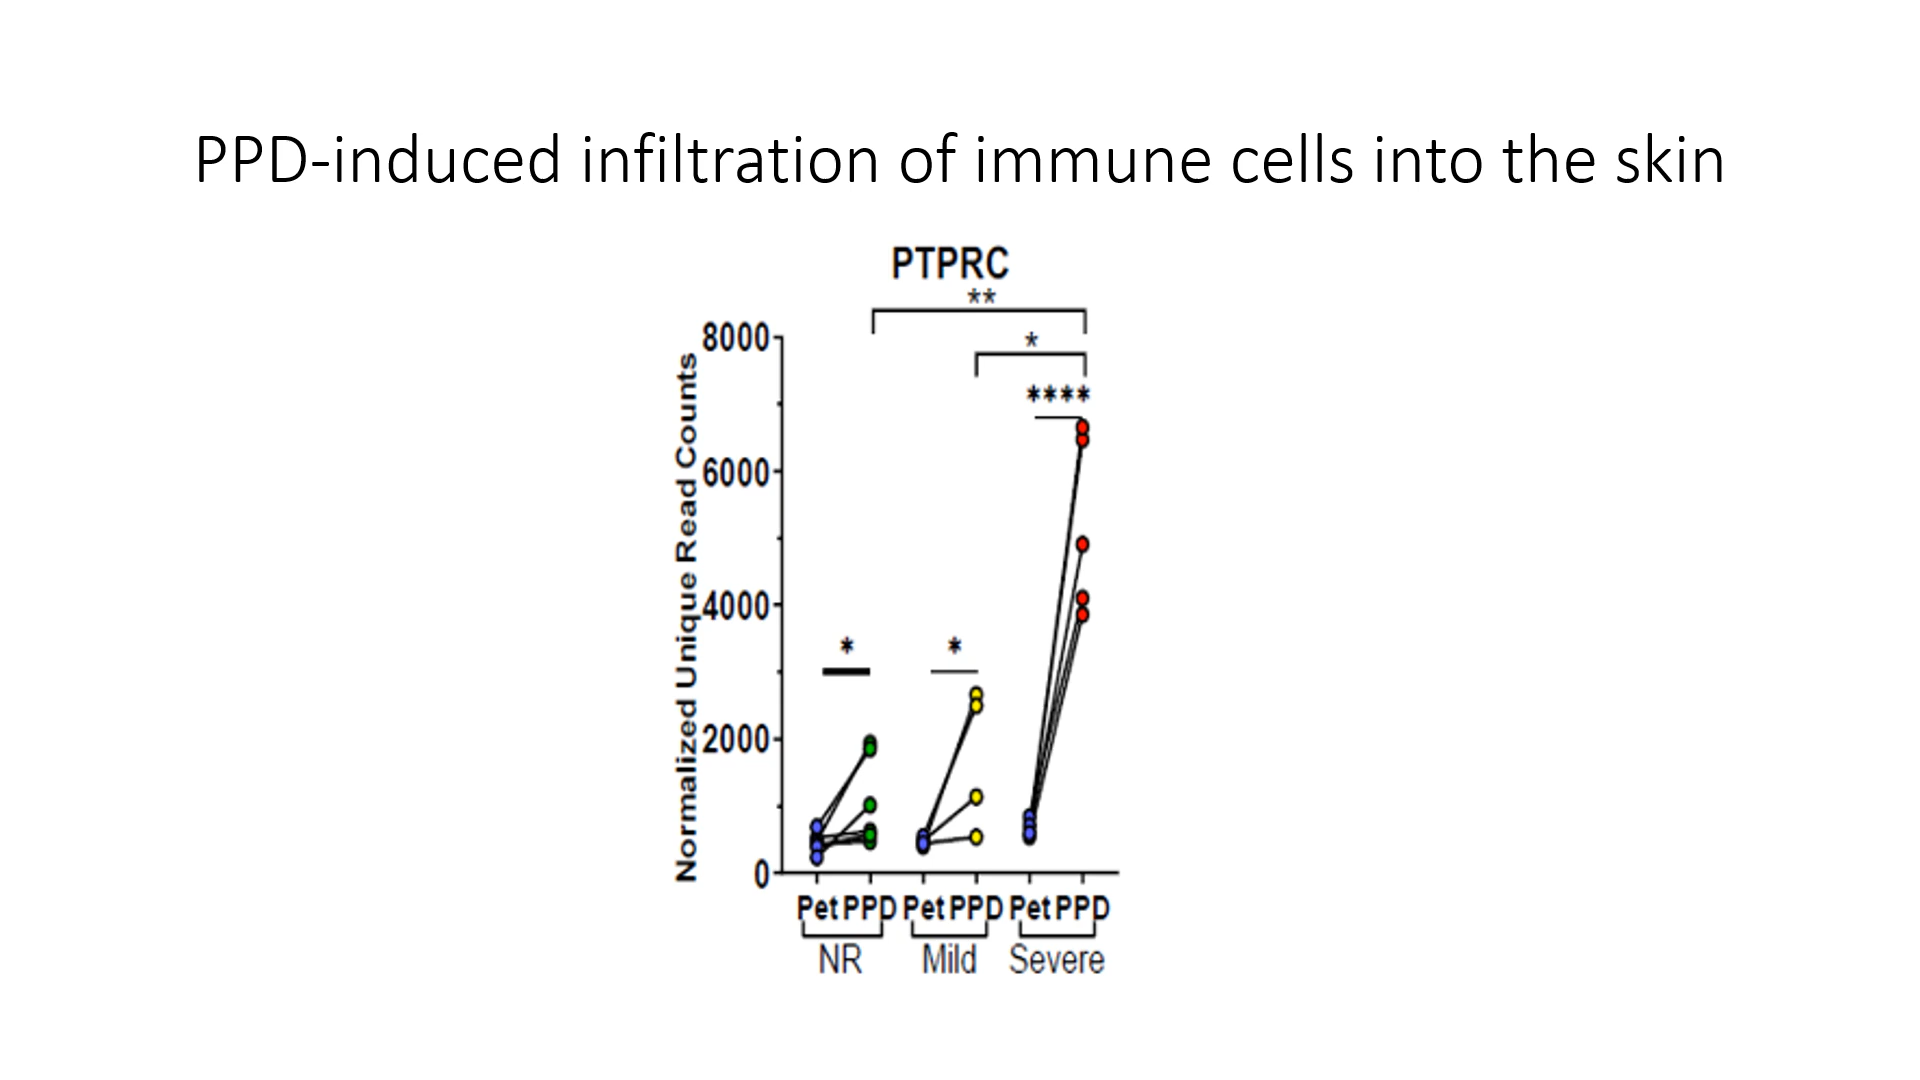 PPD-induced infiltration of immune cells into the skin
PTPRC
**
*
****
*
*
Normalized Unique Read Counts
8000
6000
4000
2000
0
Pet PPD Pet PPD Pet PPD
NR Mild Severe